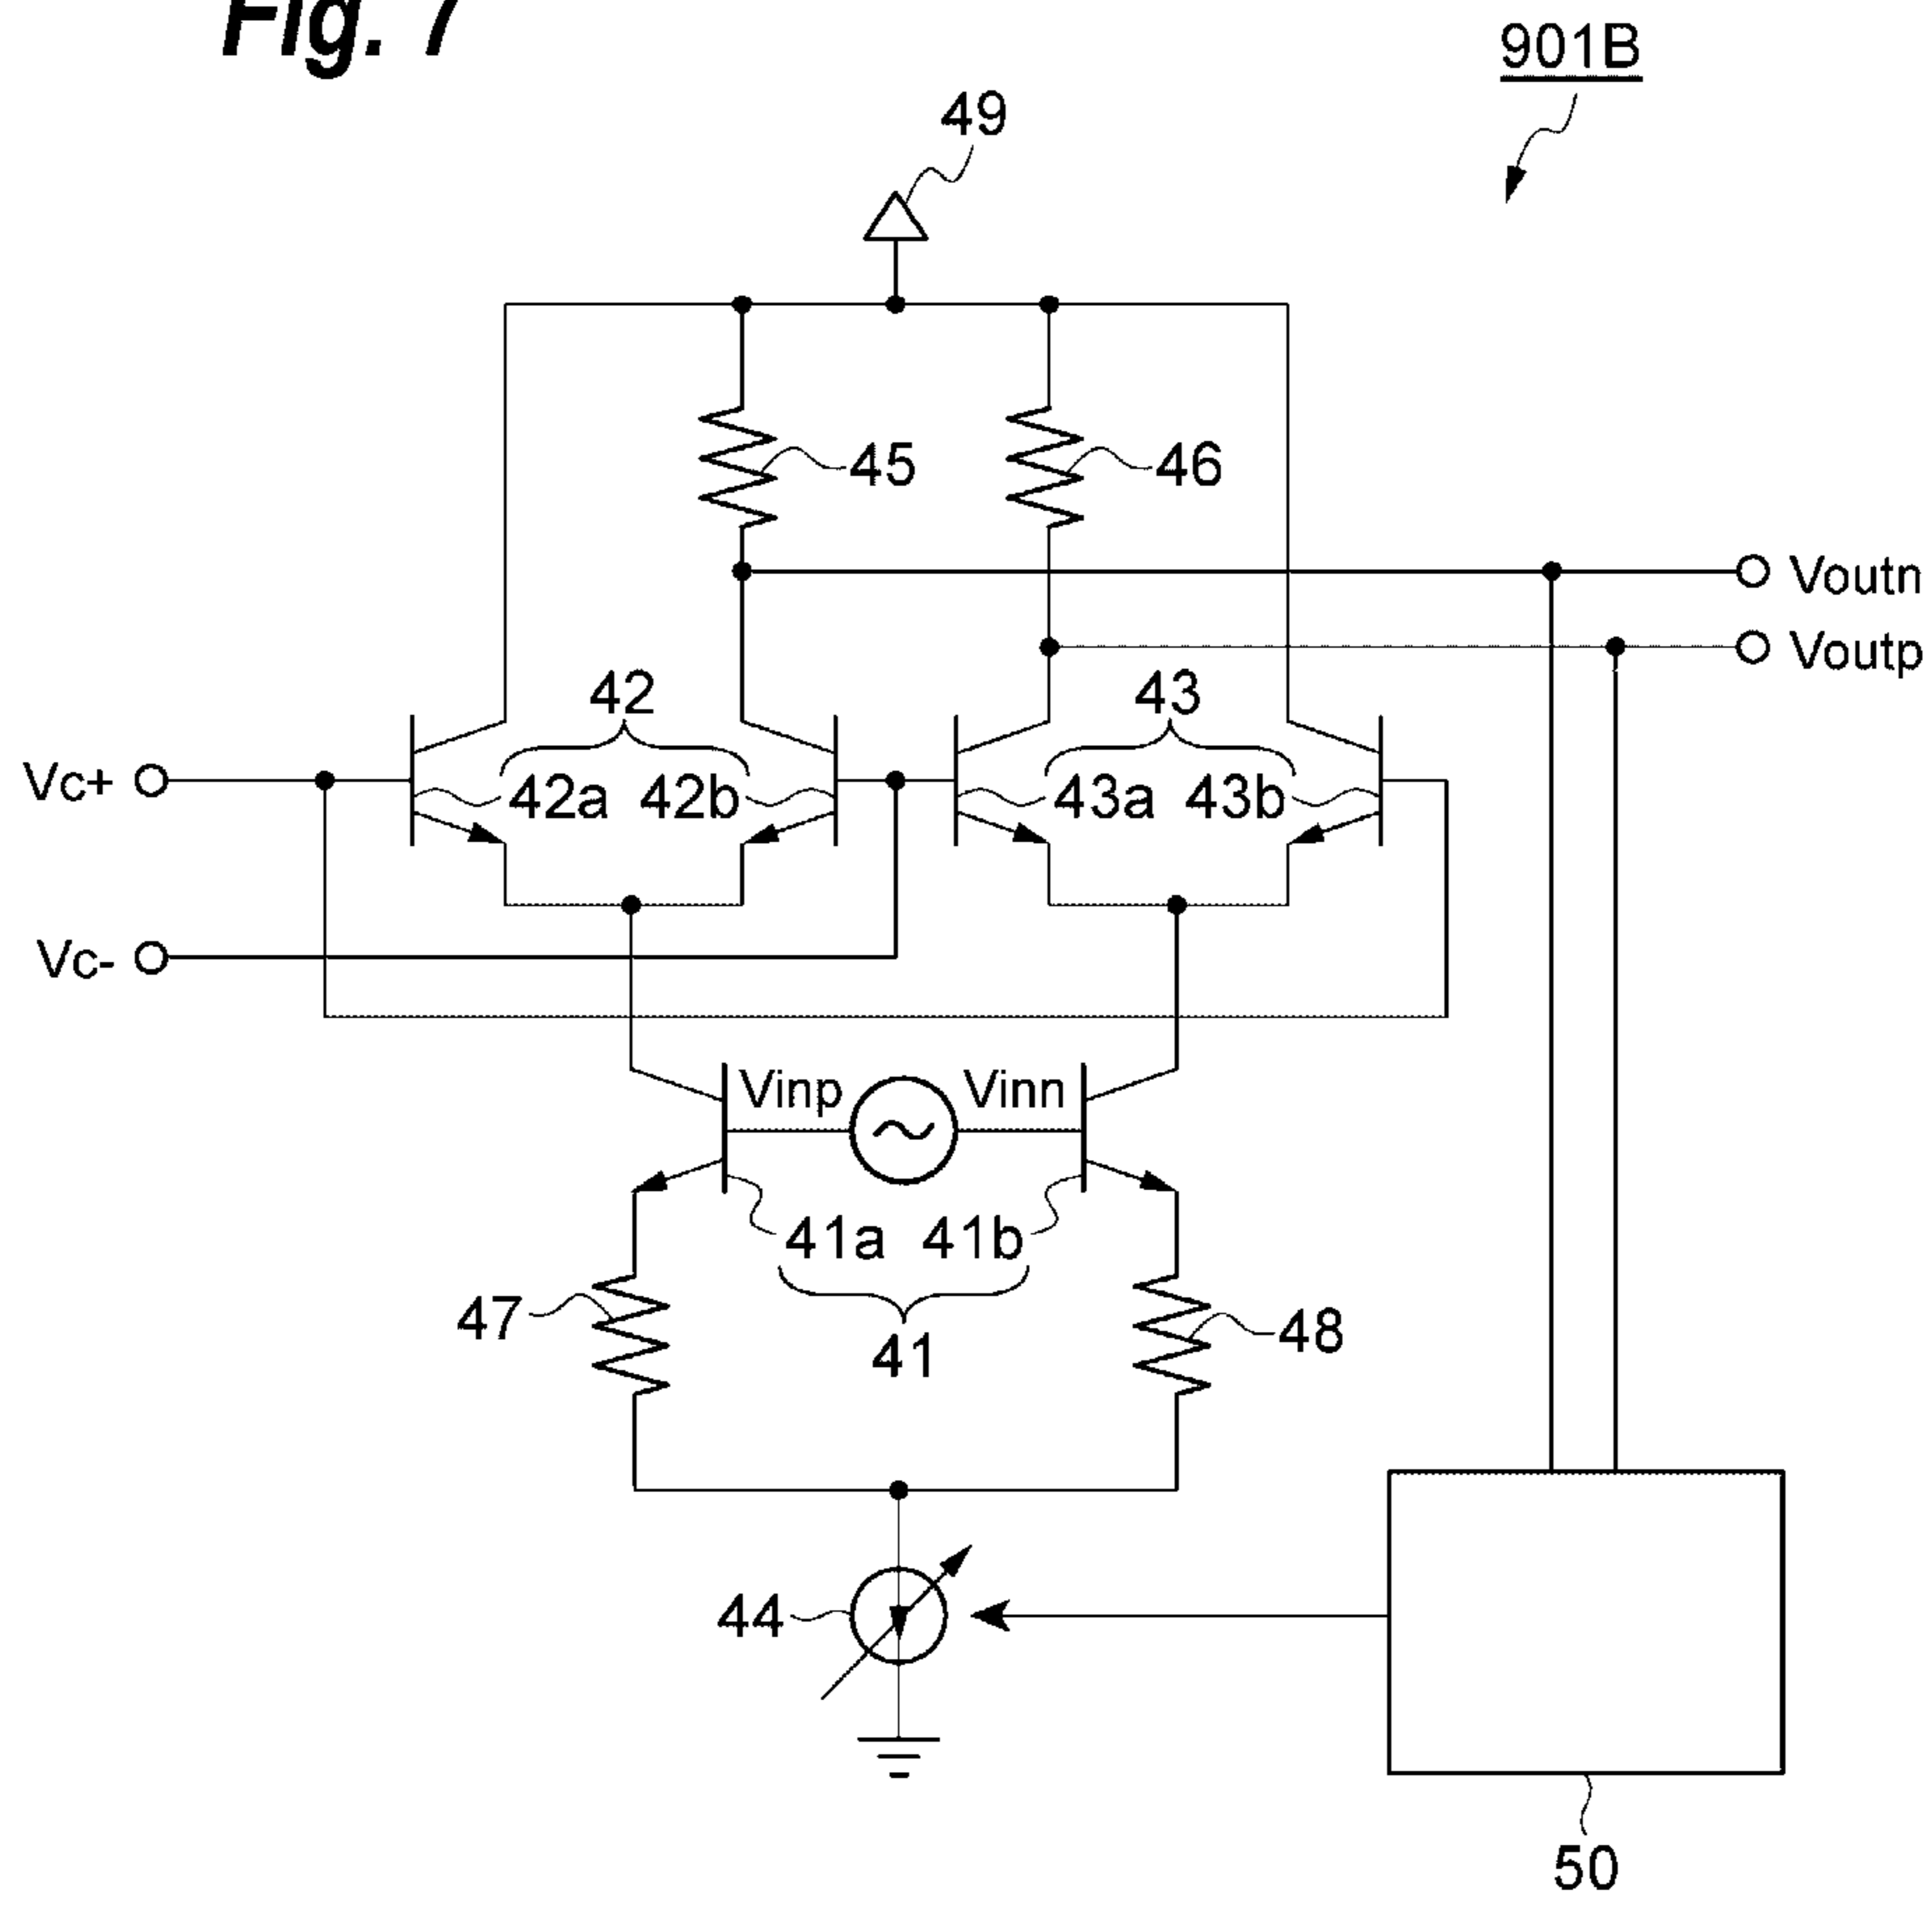 Fig. 7
901B
49
45
46
Voutn
Voutp
42
43
Vc+
42a
42b
43a
43b
Vc-
Vinp
Vinn
41a
41b
47
48
41
44
50